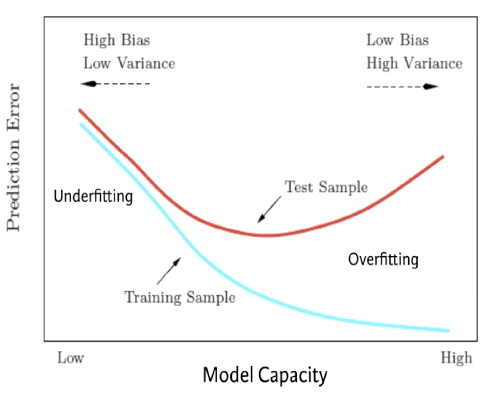 High Bias
Low Variance
Low Bias
High Variance
Prediction Error
Underfitting
Test Sample
Overfitting
Training Sample
Low
High
Model Capacity